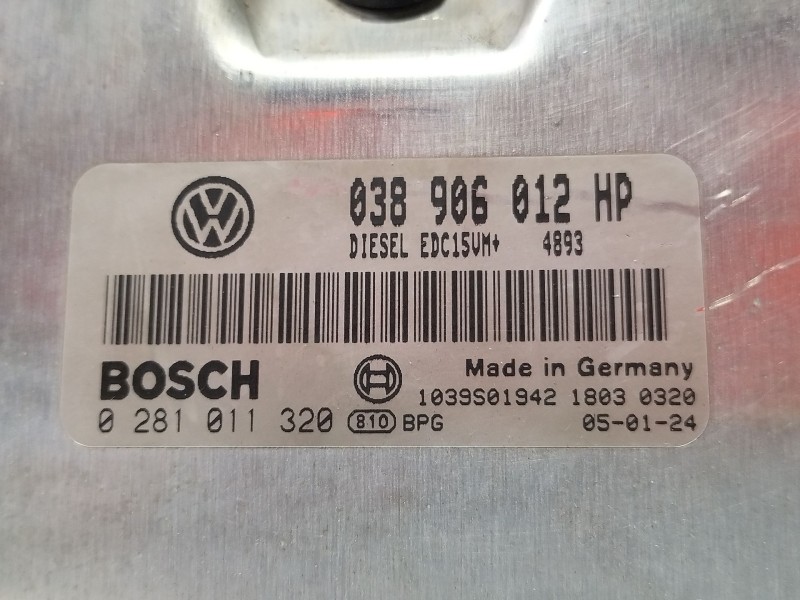 038 906 012 HP
DIESEL EDC15VM+ 4893
BOSCH
Made in Germany
1039S01942 1803 0320
0 281 011 320 810 BPG
05-01-24